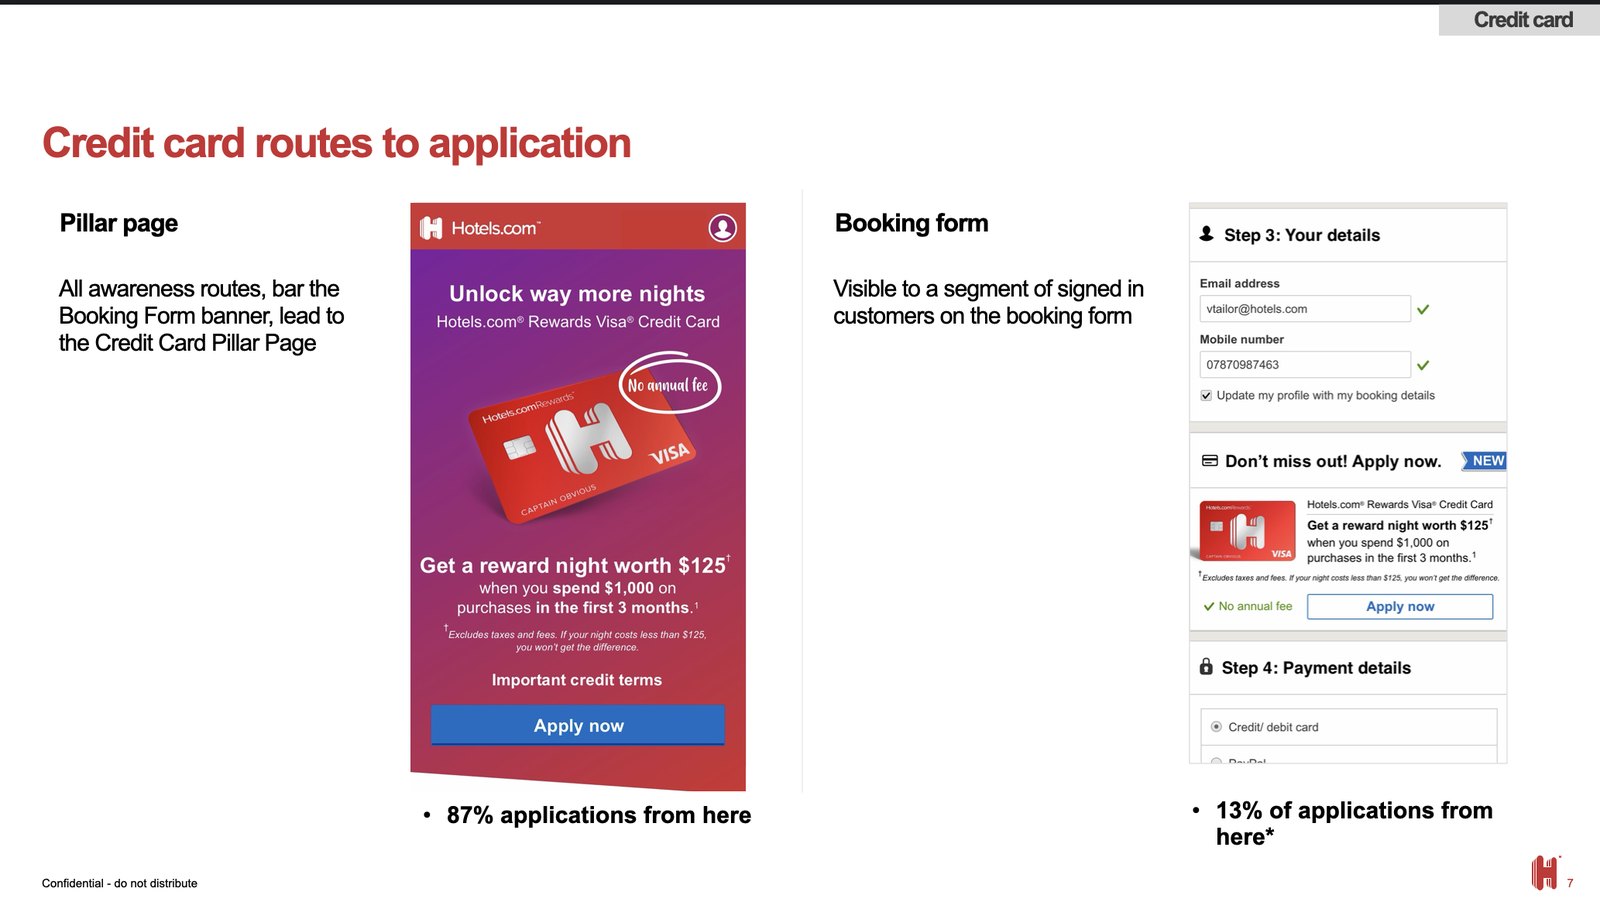 Credit card
Credit card routes to application
Pillar page
All awareness routes, bar the
Booking Form banner, lead to
the Credit Card Pillar Page
Hotels.com™
Unlock way more nights
Hotels.com® Rewards Visa® Credit Card
No annual fee
Hotels.comRewards™
VISA
CAPTAIN OBVIOUS
Get a reward night worth $125†
when you spend $1,000 on
purchases in the first 3 months.¹
†Excludes taxes and fees. If your night costs less than $125,
you won't get the difference.
Important credit terms
Apply now
• 87% applications from here
Booking form
Visible to a segment of signed in
customers on the booking form
Step 3: Your details
Email address
vtailor@hotels.com
Mobile number
07870987463
Update my profile with my booking details
Don't miss out! Apply now.
NEW
Hotels.comRewards
VISA
CAPTAIN OBVIOUS
Hotels.com® Rewards Visa® Credit Card
Get a reward night worth $125†
when you spend $1,000 on
purchases in the first 3 months.¹
†Excludes taxes and fees. If your night costs less than $125, you won't get the difference.
No annual fee
Apply now
Step 4: Payment details
Credit/ debit card
PayPal
• 13% of applications from
here*
Confidential - do not distribute
7